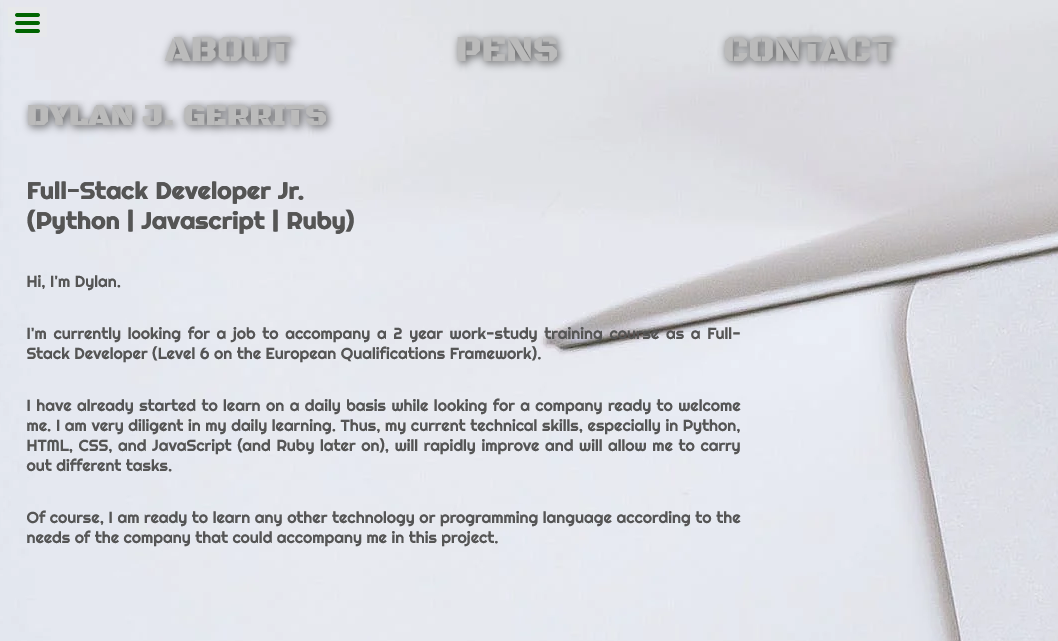 ABOUT PENS CONTACT
DYLAN J. GERRITS
Full-Stack Developer Jr.
(Python | Javascript | Ruby)
Hi, I'm Dylan.
I'm currently looking for a job to accompany a 2 year work-study training course as a Full-
Stack Developer (Level 6 on the European Qualifications Framework).
I have already started to learn on a daily basis while looking for a company ready to welcome
me. I am very diligent in my daily learning. Thus, my current technical skills, especially in Python,
HTML, CSS, and JavaScript (and Ruby later on), will rapidly improve and will allow me to carry
out different tasks.
Of course, I am ready to learn any other technology or programming language according to the
needs of the company that could accompany me in this project.